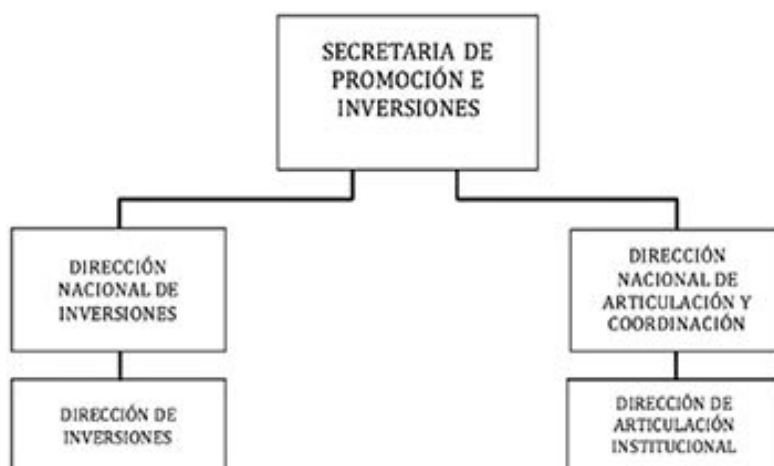 SECRETARIA DE
PROMOCIÓN E
INVERSIONES
DIRECCIÓN
NACIONAL DE
INVERSIONES
DIRECCIÓN
NACIONAL DE
ARTICULACIÓN Y
COORDINACIÓN
DIRECCIÓN DE
INVERSIONES
DIRECCIÓN DE
ARTICULACIÓN
INSTITUCIONAL